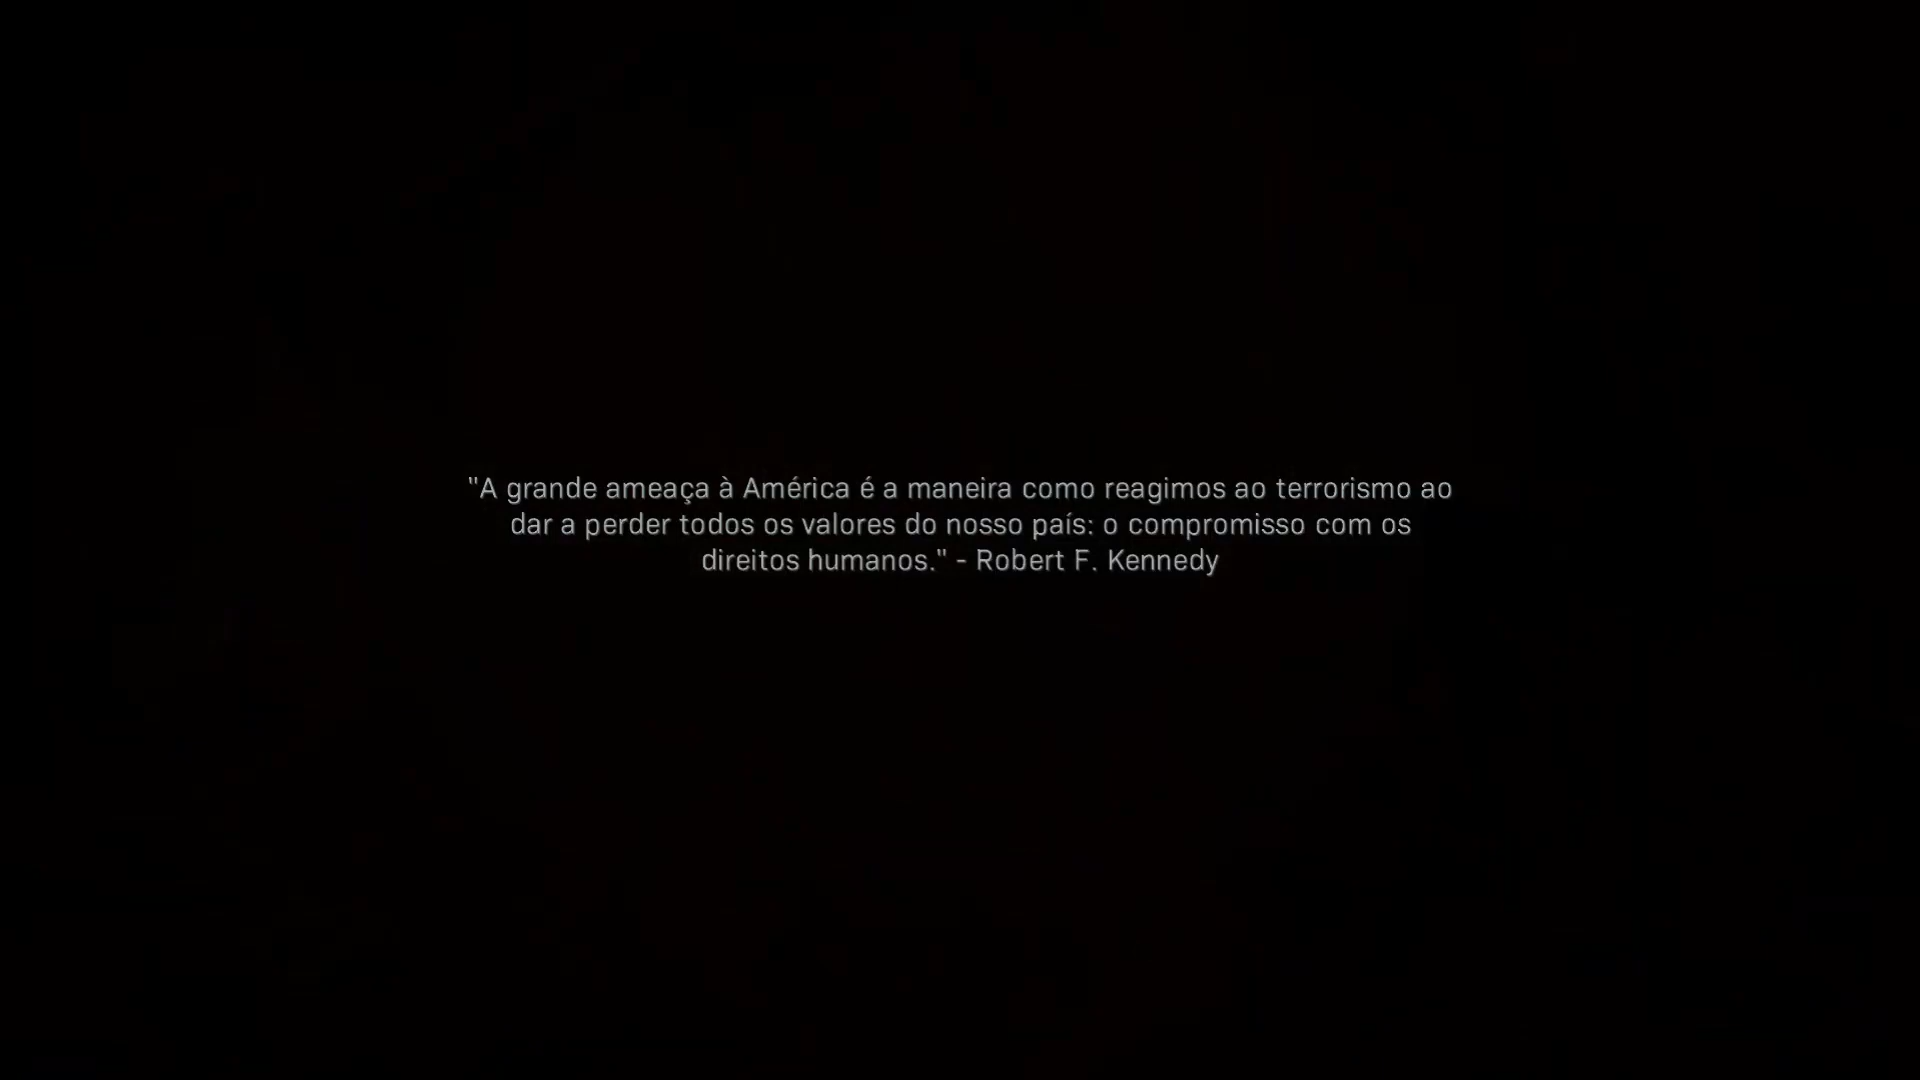 "A grande ameaça à América é a maneira como reagimos ao terrorismo ao
dar a perder todos os valores do nosso país: o compromisso com os
direitos humanos." - Robert F. Kennedy